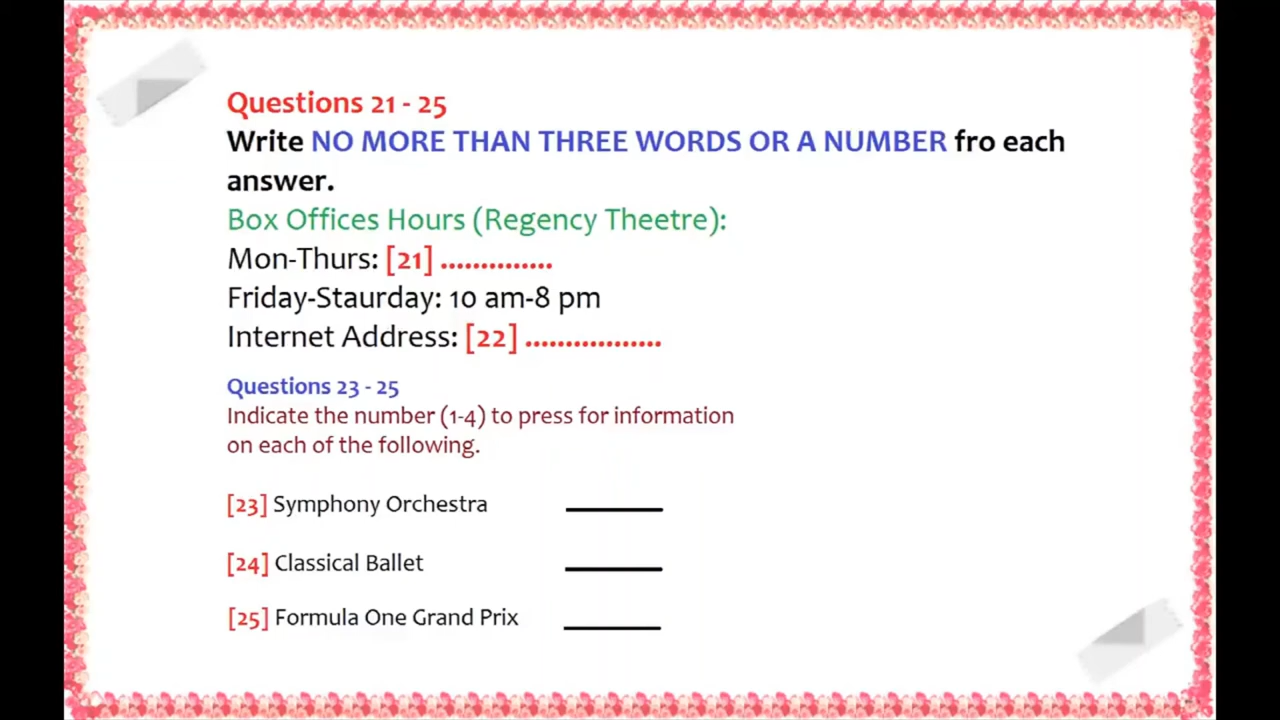 Questions 21 - 25
Write NO MORE THAN THREE WORDS OR A NUMBER fro each
answer.
Box Offices Hours (Regency Theetre):
Mon-Thurs: [21] ..............
Friday-Staurday: 10 am-8 pm
Internet Address: [22] .................
Questions 23 - 25
Indicate the number (1-4) to press for information
on each of the following.
[23] Symphony Orchestra ________
[24] Classical Ballet ________
[25] Formula One Grand Prix ________